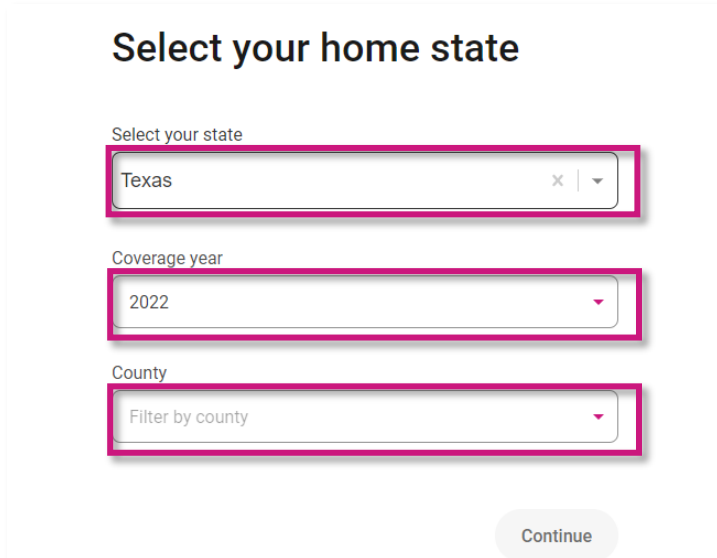 Select your home state
Select your state
Texas
Coverage year
2022
County
Filter by county
Continue